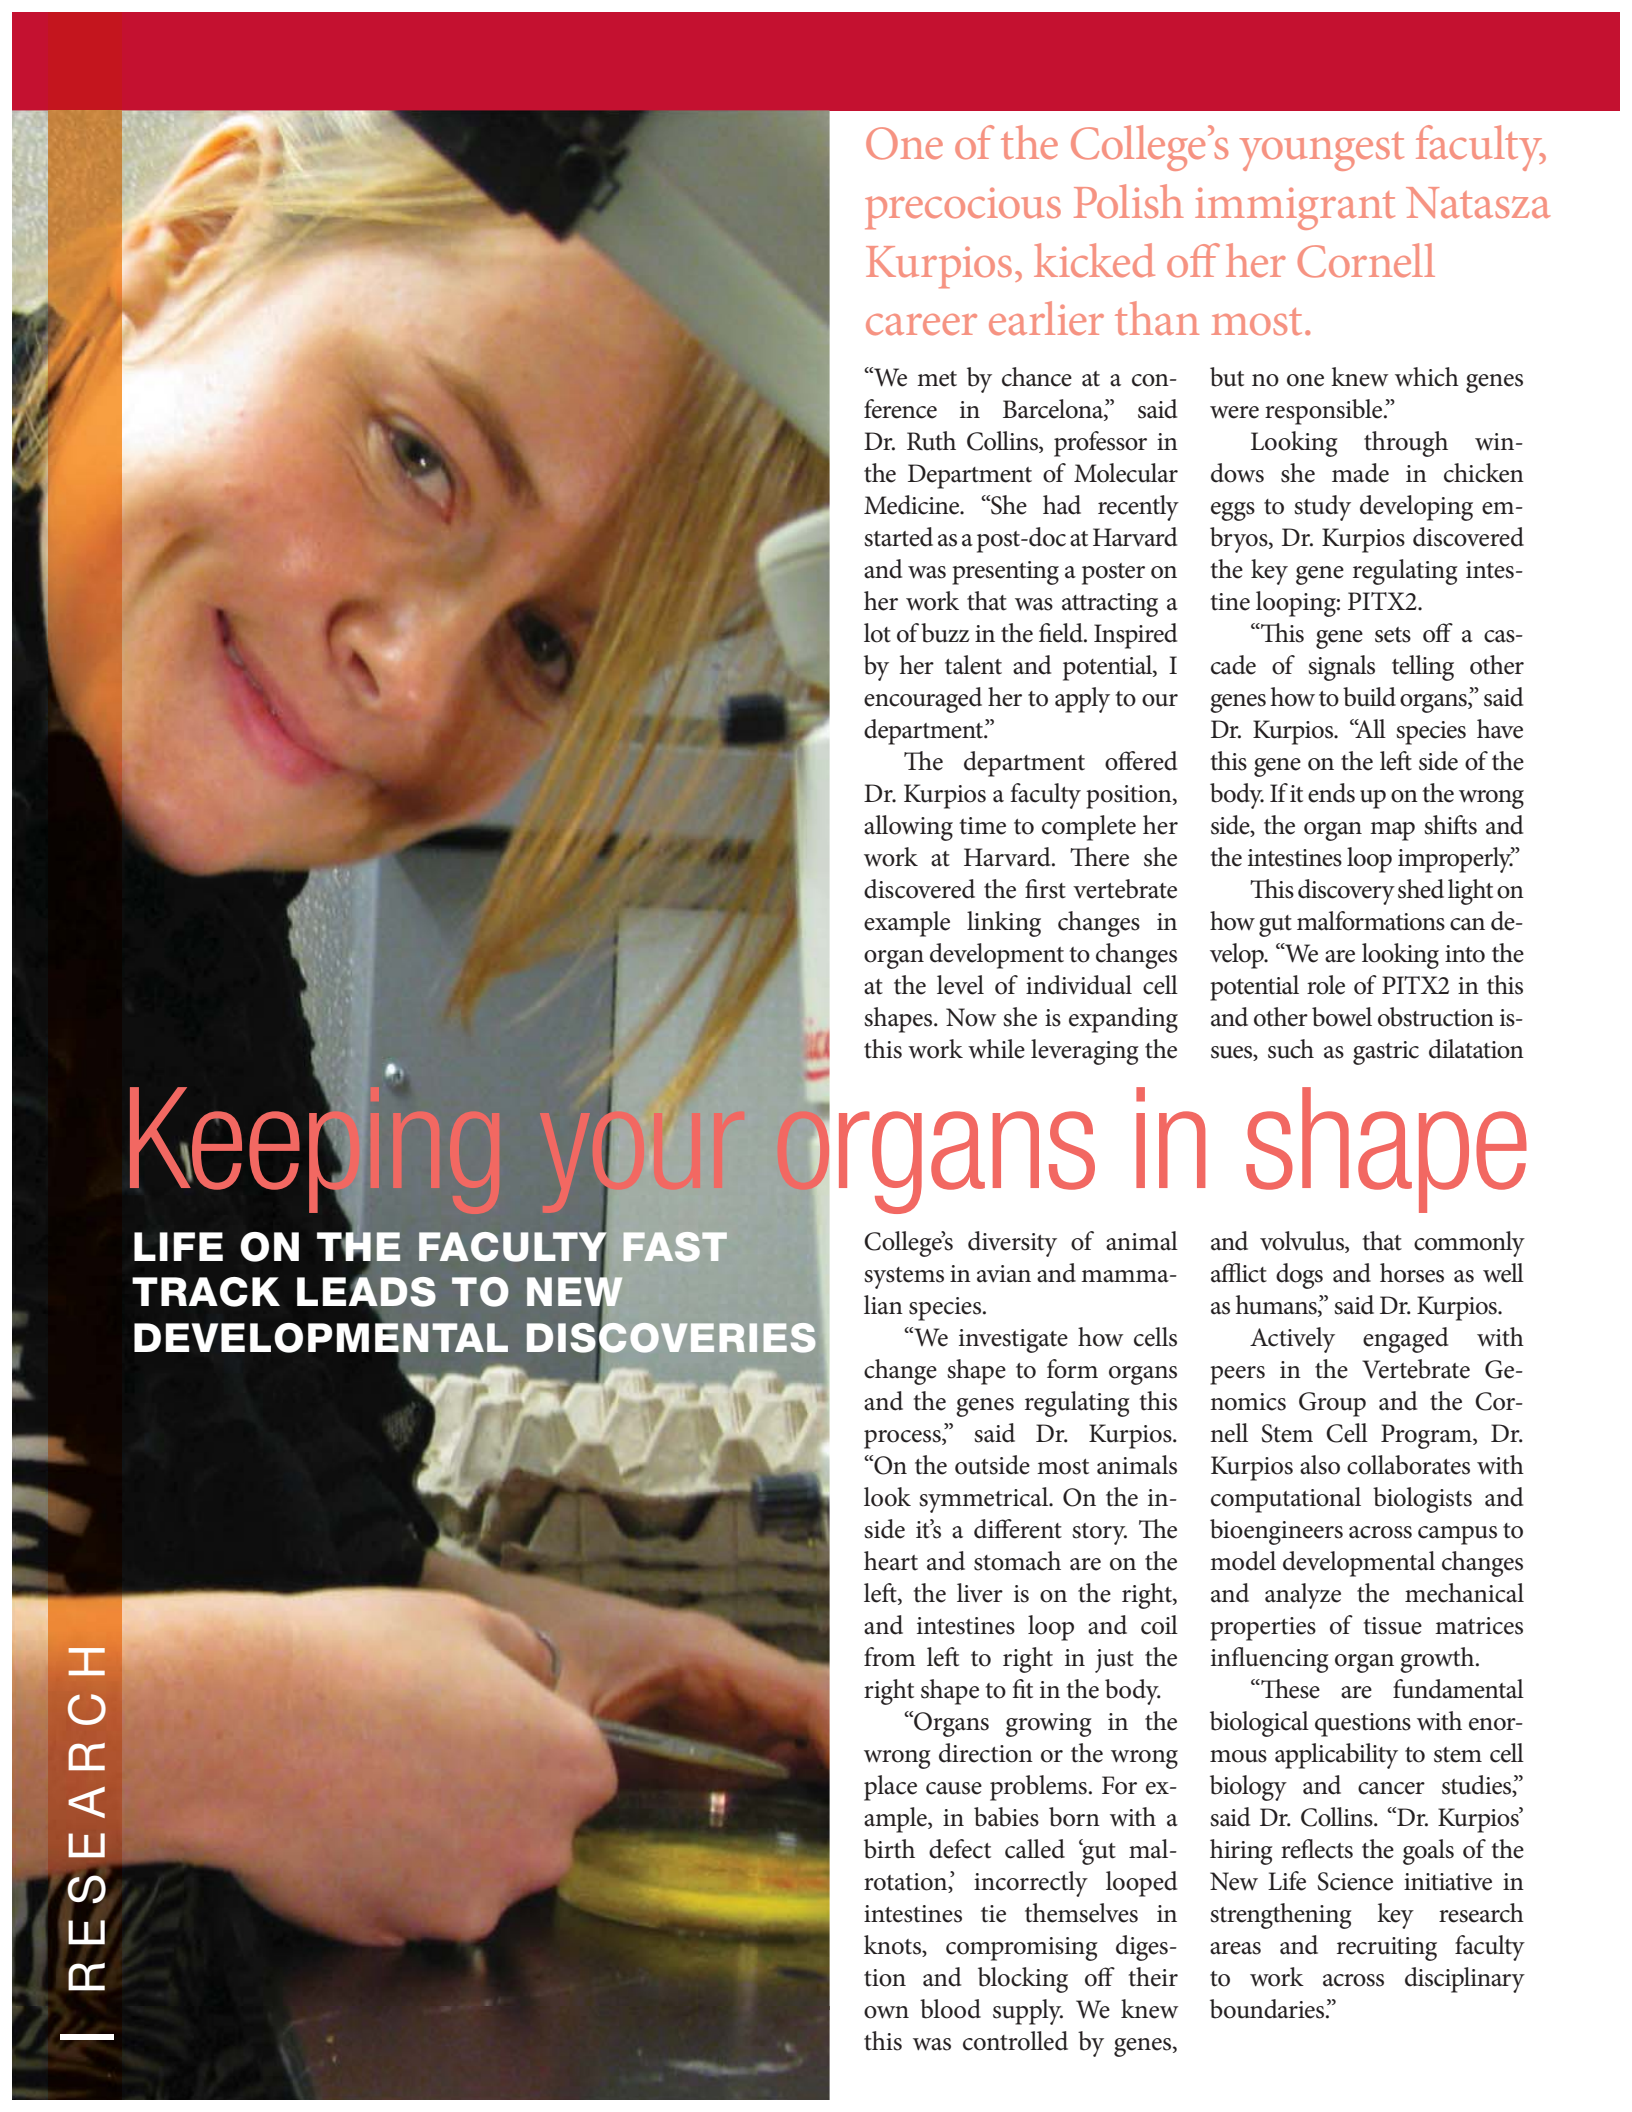 One of the College’s youngest faculty,
precocious Polish immigrant Natasza
Kurpios, kicked off her Cornell
career earlier than most.
“We met by chance at a con-
ference in Barcelona,” said
Dr. Ruth Collins, professor in
the Department of Molecular
Medicine. “She had recently
started as a post-doc at Harvard
and was presenting a poster on
her work that was attracting a
lot of buzz in the field. Inspired
by her talent and potential, I
encouraged her to apply to our
department.”
The department offered
Dr. Kurpios a faculty position,
allowing time to complete her
work at Harvard. There she
discovered the first vertebrate
example linking changes in
organ development to changes
at the level of individual cell
shapes. Now she is expanding
this work while leveraging the
Keeping your organs in shape
LIFE ON THE FACULTY FAST
TRACK LEADS TO NEW
DEVELOPMENTAL DISCOVERIES
College’s diversity of animal
systems in avian and mamma-
lian species.
“We investigate how cells
change shape to form organs
and the genes regulating this
process,” said Dr. Kurpios.
“On the outside most animals
look symmetrical. On the in-
side it’s a different story. The
heart and stomach are on the
left, the liver is on the right,
and intestines loop and coil
from left to right in just the
right shape to fit in the body.
“Organs growing in the
wrong direction or the wrong
place cause problems. For ex-
ample, in babies born with a
birth defect called ‘gut mal-
rotation,’ incorrectly looped
intestines tie themselves in
knots, compromising diges-
tion and blocking off their
own blood supply. We knew
this was controlled by genes,
but no one knew which genes
were responsible.”
Looking through win-
dows she made in chicken
eggs to study developing em-
bryos, Dr. Kurpios discovered
the key gene regulating intes-
tine looping: PITX2.
“This gene sets off a cas-
cade of signals telling other
genes how to build organs,” said
Dr. Kurpios. “All species have
this gene on the left side of the
body. If it ends up on the wrong
side, the organ map shifts and
the intestines loop improperly.”
This discovery shed light on
how gut malformations can de-
velop. “We are looking into the
potential role of PITX2 in this
and other bowel obstruction is-
sues, such as gastric dilatation
and volvulus, that commonly
afflict dogs and horses as well
as humans,” said Dr. Kurpios.
Actively engaged with
peers in the Vertebrate Ge-
nomics Group and the Cor-
nell Stem Cell Program, Dr.
Kurpios also collaborates with
computational biologists and
bioengineers across campus to
model developmental changes
and analyze the mechanical
properties of tissue matrices
influencing organ growth.
“These are fundamental
biological questions with enor-
mous applicability to stem cell
biology and cancer studies,”
said Dr. Collins. “Dr. Kurpios’
hiring reflects the goals of the
New Life Science initiative in
strengthening key research
areas and recruiting faculty
to work across disciplinary
boundaries.”
RESEARCH